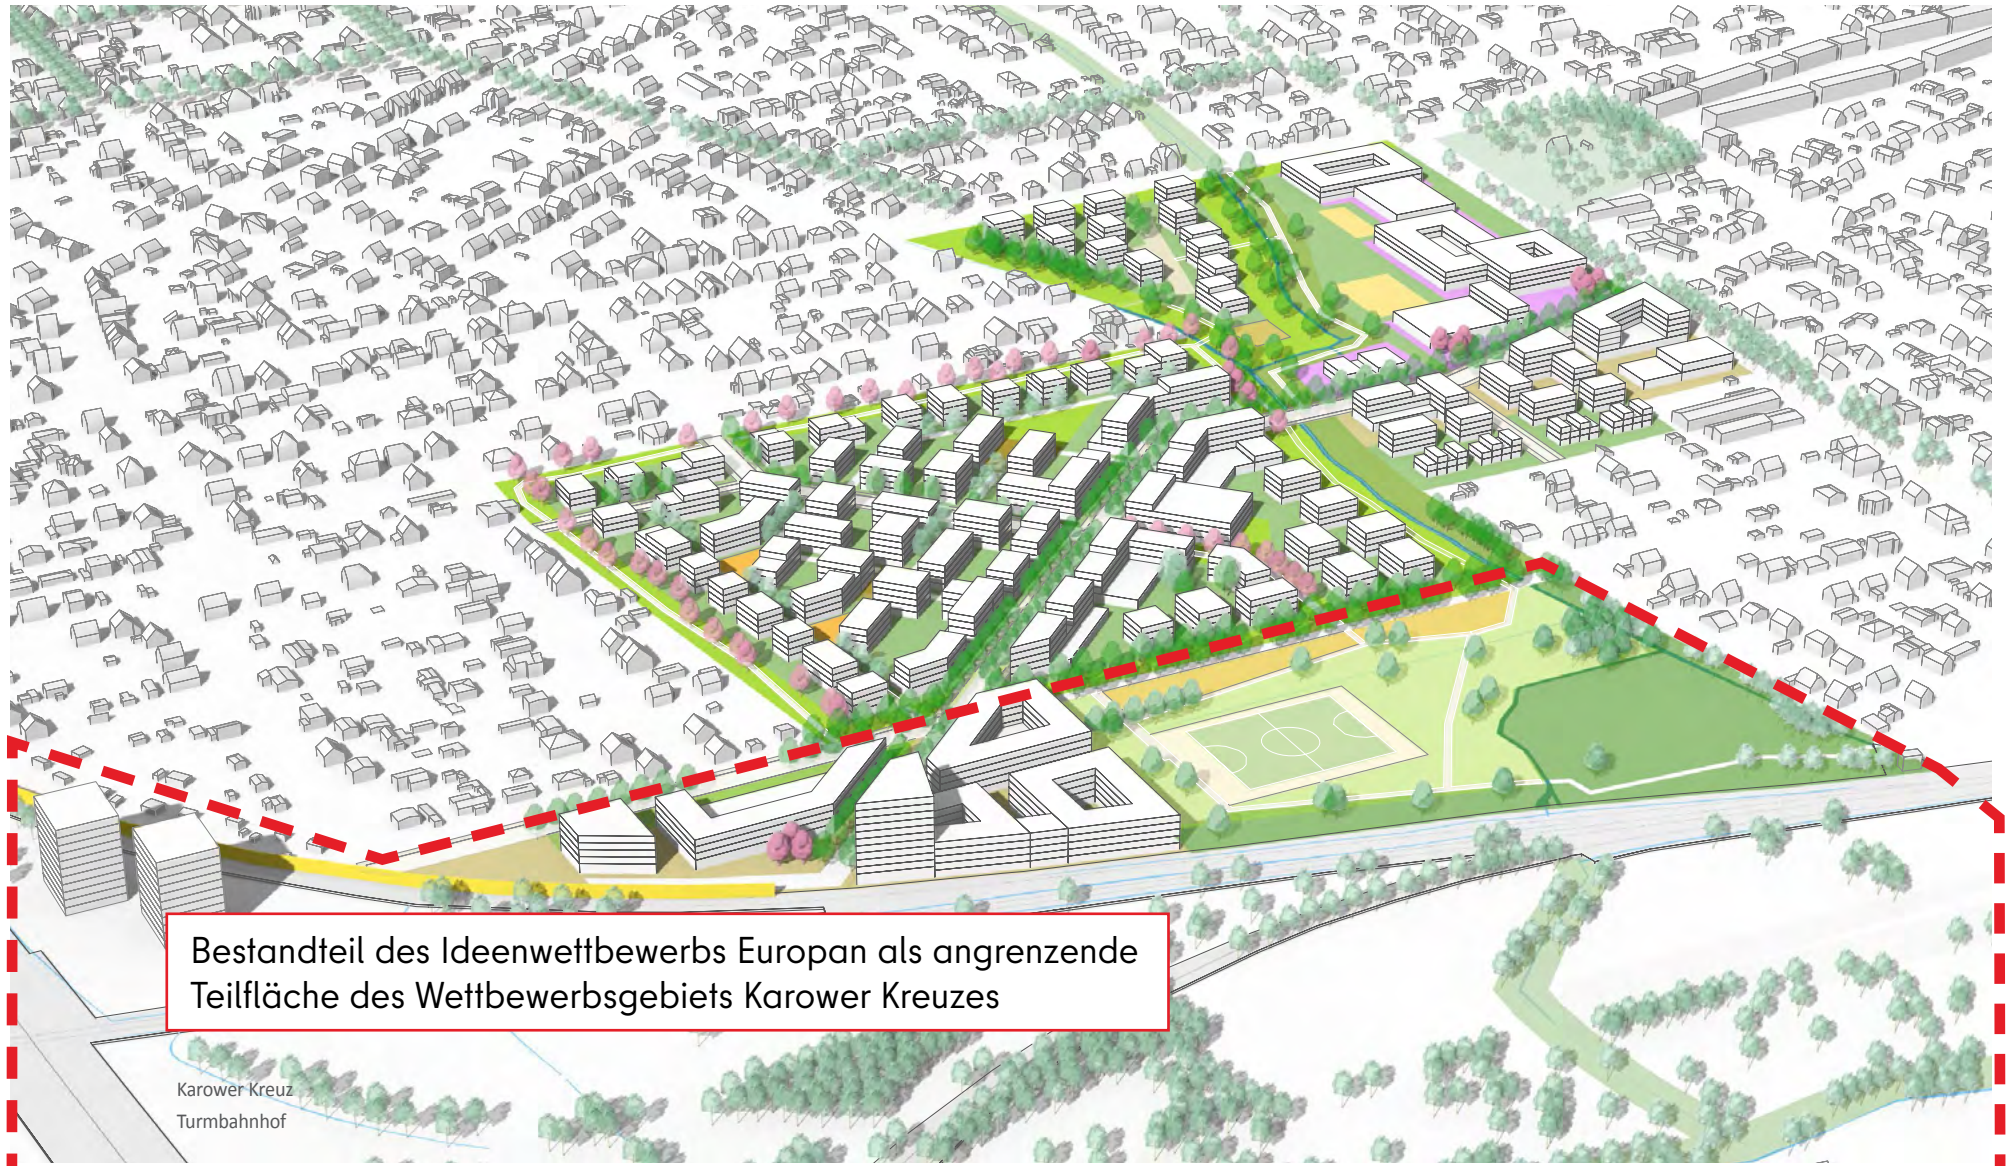 Bestandteil des Ideenwettbewerbs Europan als angrenzende
Teilfläche des Wettbewerbsgebiets Karower Kreuzes
Karower Kreuz
Turmbahnhof